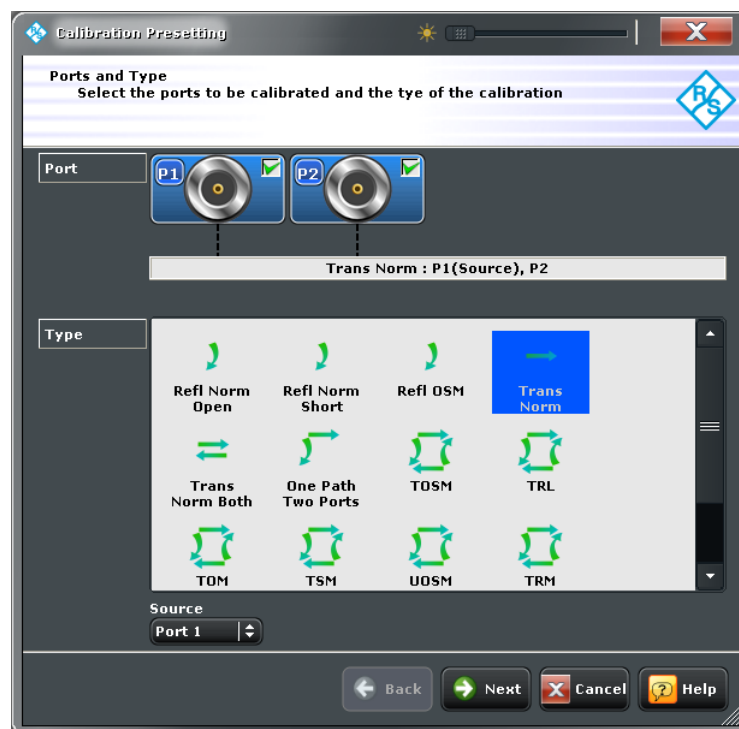 Calibration Presetting
Ports and Type
Select the ports to be calibrated and the tye of the calibration
R&S
Port
P1
P2
Trans Norm : P1(Source), P2
Type
Refl Norm Open
Refl Norm Short
Refl OSM
Trans Norm
Trans Norm Both
One Path Two Ports
TOSM
TRL
TOM
TSM
UOSM
TRM
Source
Port 1
Back
Next
Cancel
Help